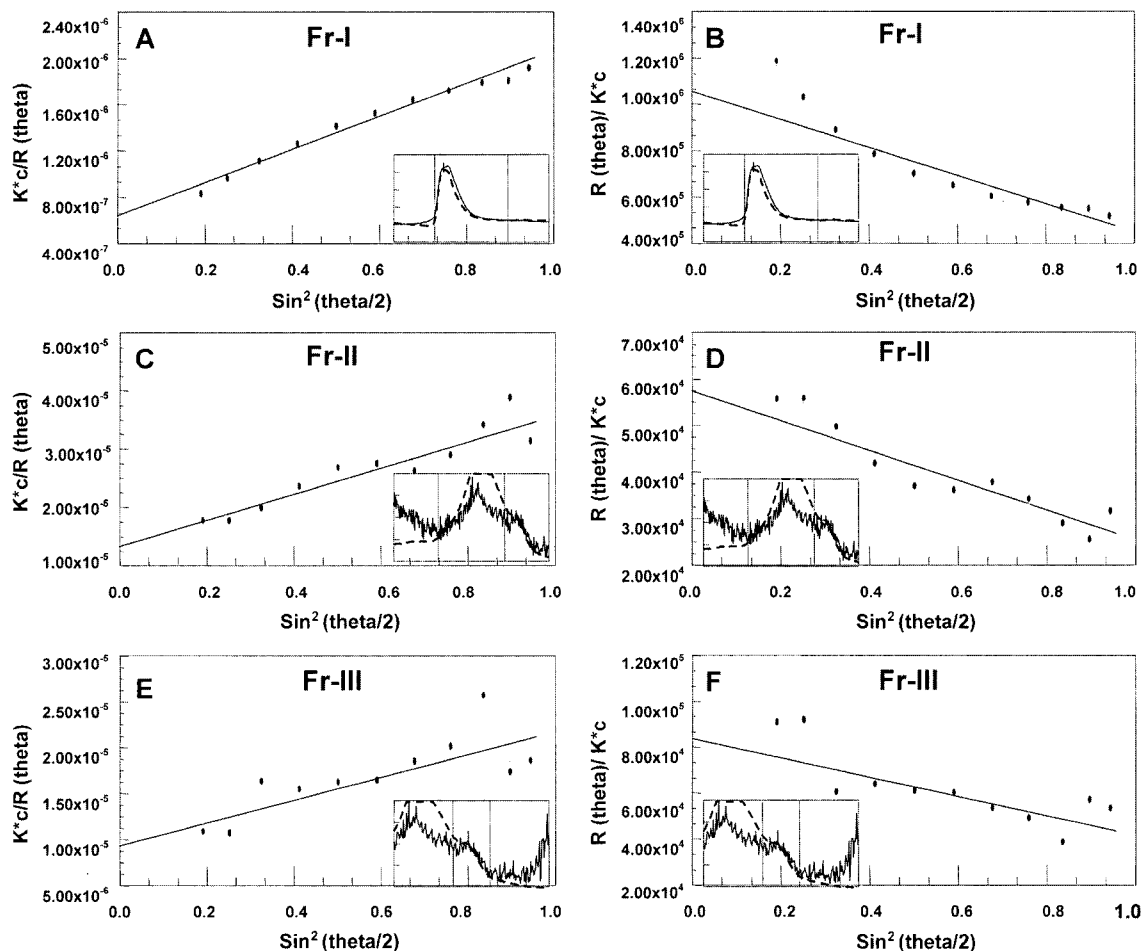 A
Fr-I
K*c/R (theta)
2.40x10⁻⁶
2.00x10⁻⁶
1.60x10⁻⁶
1.20x10⁻⁶
8.00x10⁻⁷
4.00x10⁻⁷
0.0 0.2 0.4 0.6 0.8 1.0
Sin² (theta/2)
B
Fr-I
R (theta)/ K*c
1.20x10⁶
1.20x10⁶
1.00x10⁶
8.00x10⁵
6.00x10⁵
4.00x10⁵
0.0 0.2 0.4 0.6 0.8 1.0
Sin² (theta/2)
C
Fr-II
K*c/R (theta)
5.00x10⁻⁵
4.00x10⁻⁵
3.00x10⁻⁵
2.00x10⁻⁵
1.00x10⁻⁵
0.0 0.2 0.4 0.6 0.8 1.0
Sin² (theta/2)
D
Fr-II
R (theta)/ K*c
7.00x10⁴
6.00x10⁴
5.00x10⁴
4.00x10⁴
3.00x10⁴
2.00x10⁴
0.0 0.2 0.4 0.6 0.8 1.0
Sin² (theta/2)
E
Fr-III
K*c/R (theta)
3.00x10⁻⁵
2.50x10⁻⁵
2.00x10⁻⁵
1.50x10⁻⁵
1.00x10⁻⁵
5.00x10⁻⁶
0.0 0.2 0.4 0.6 0.8 1.0
Sin² (theta/2)
F
Fr-III
R (theta)/ K*c
1.20x10⁵
1.00x10⁵
8.00x10⁴
6.00x10⁴
4.00x10⁴
2.00x10⁴
0.0 0.2 0.4 0.6 0.8 1.0
Sin² (theta/2)